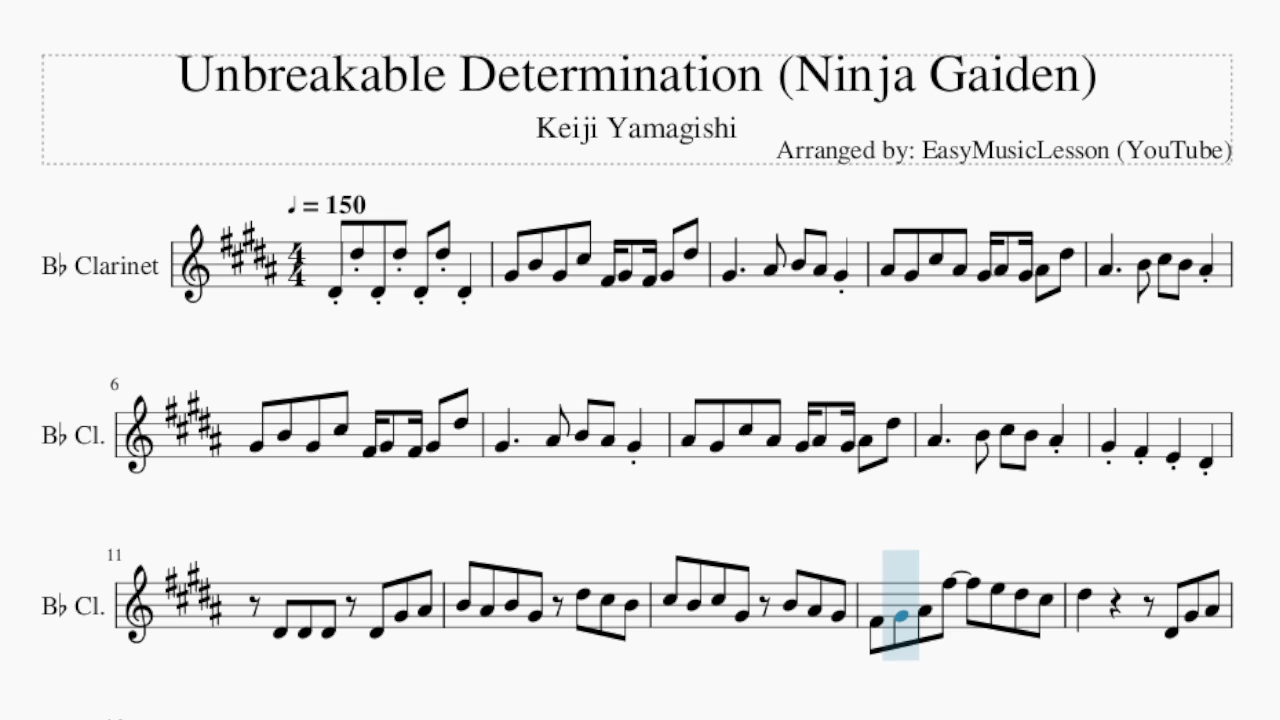 Unbreakable Determination (Ninja Gaiden)
Keiji Yamagishi
Arranged by: EasyMusicLesson (YouTube)
♩ = 150
B♭ Clarinet
4
4
6
B♭ Cl.
11
B♭ Cl.